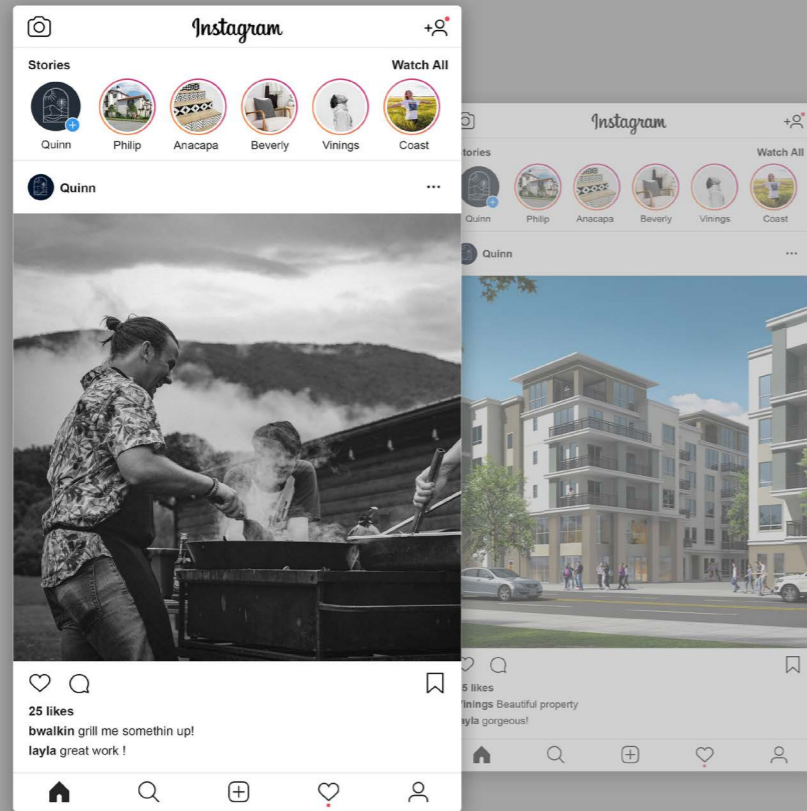 Instagram
Stories
Watch All
Quinn
Philip
Anacapa
Beverly
Vinings
Coast
Quinn
25 likes
bwalkin grill me somethin up!
layla great work !
Instagram
tories
Watch All
Quinn
Philip
Anacapa
Beverly
Vinings
Coast
Quinn
5 likes
inings Beautiful property
ayla gorgeous!